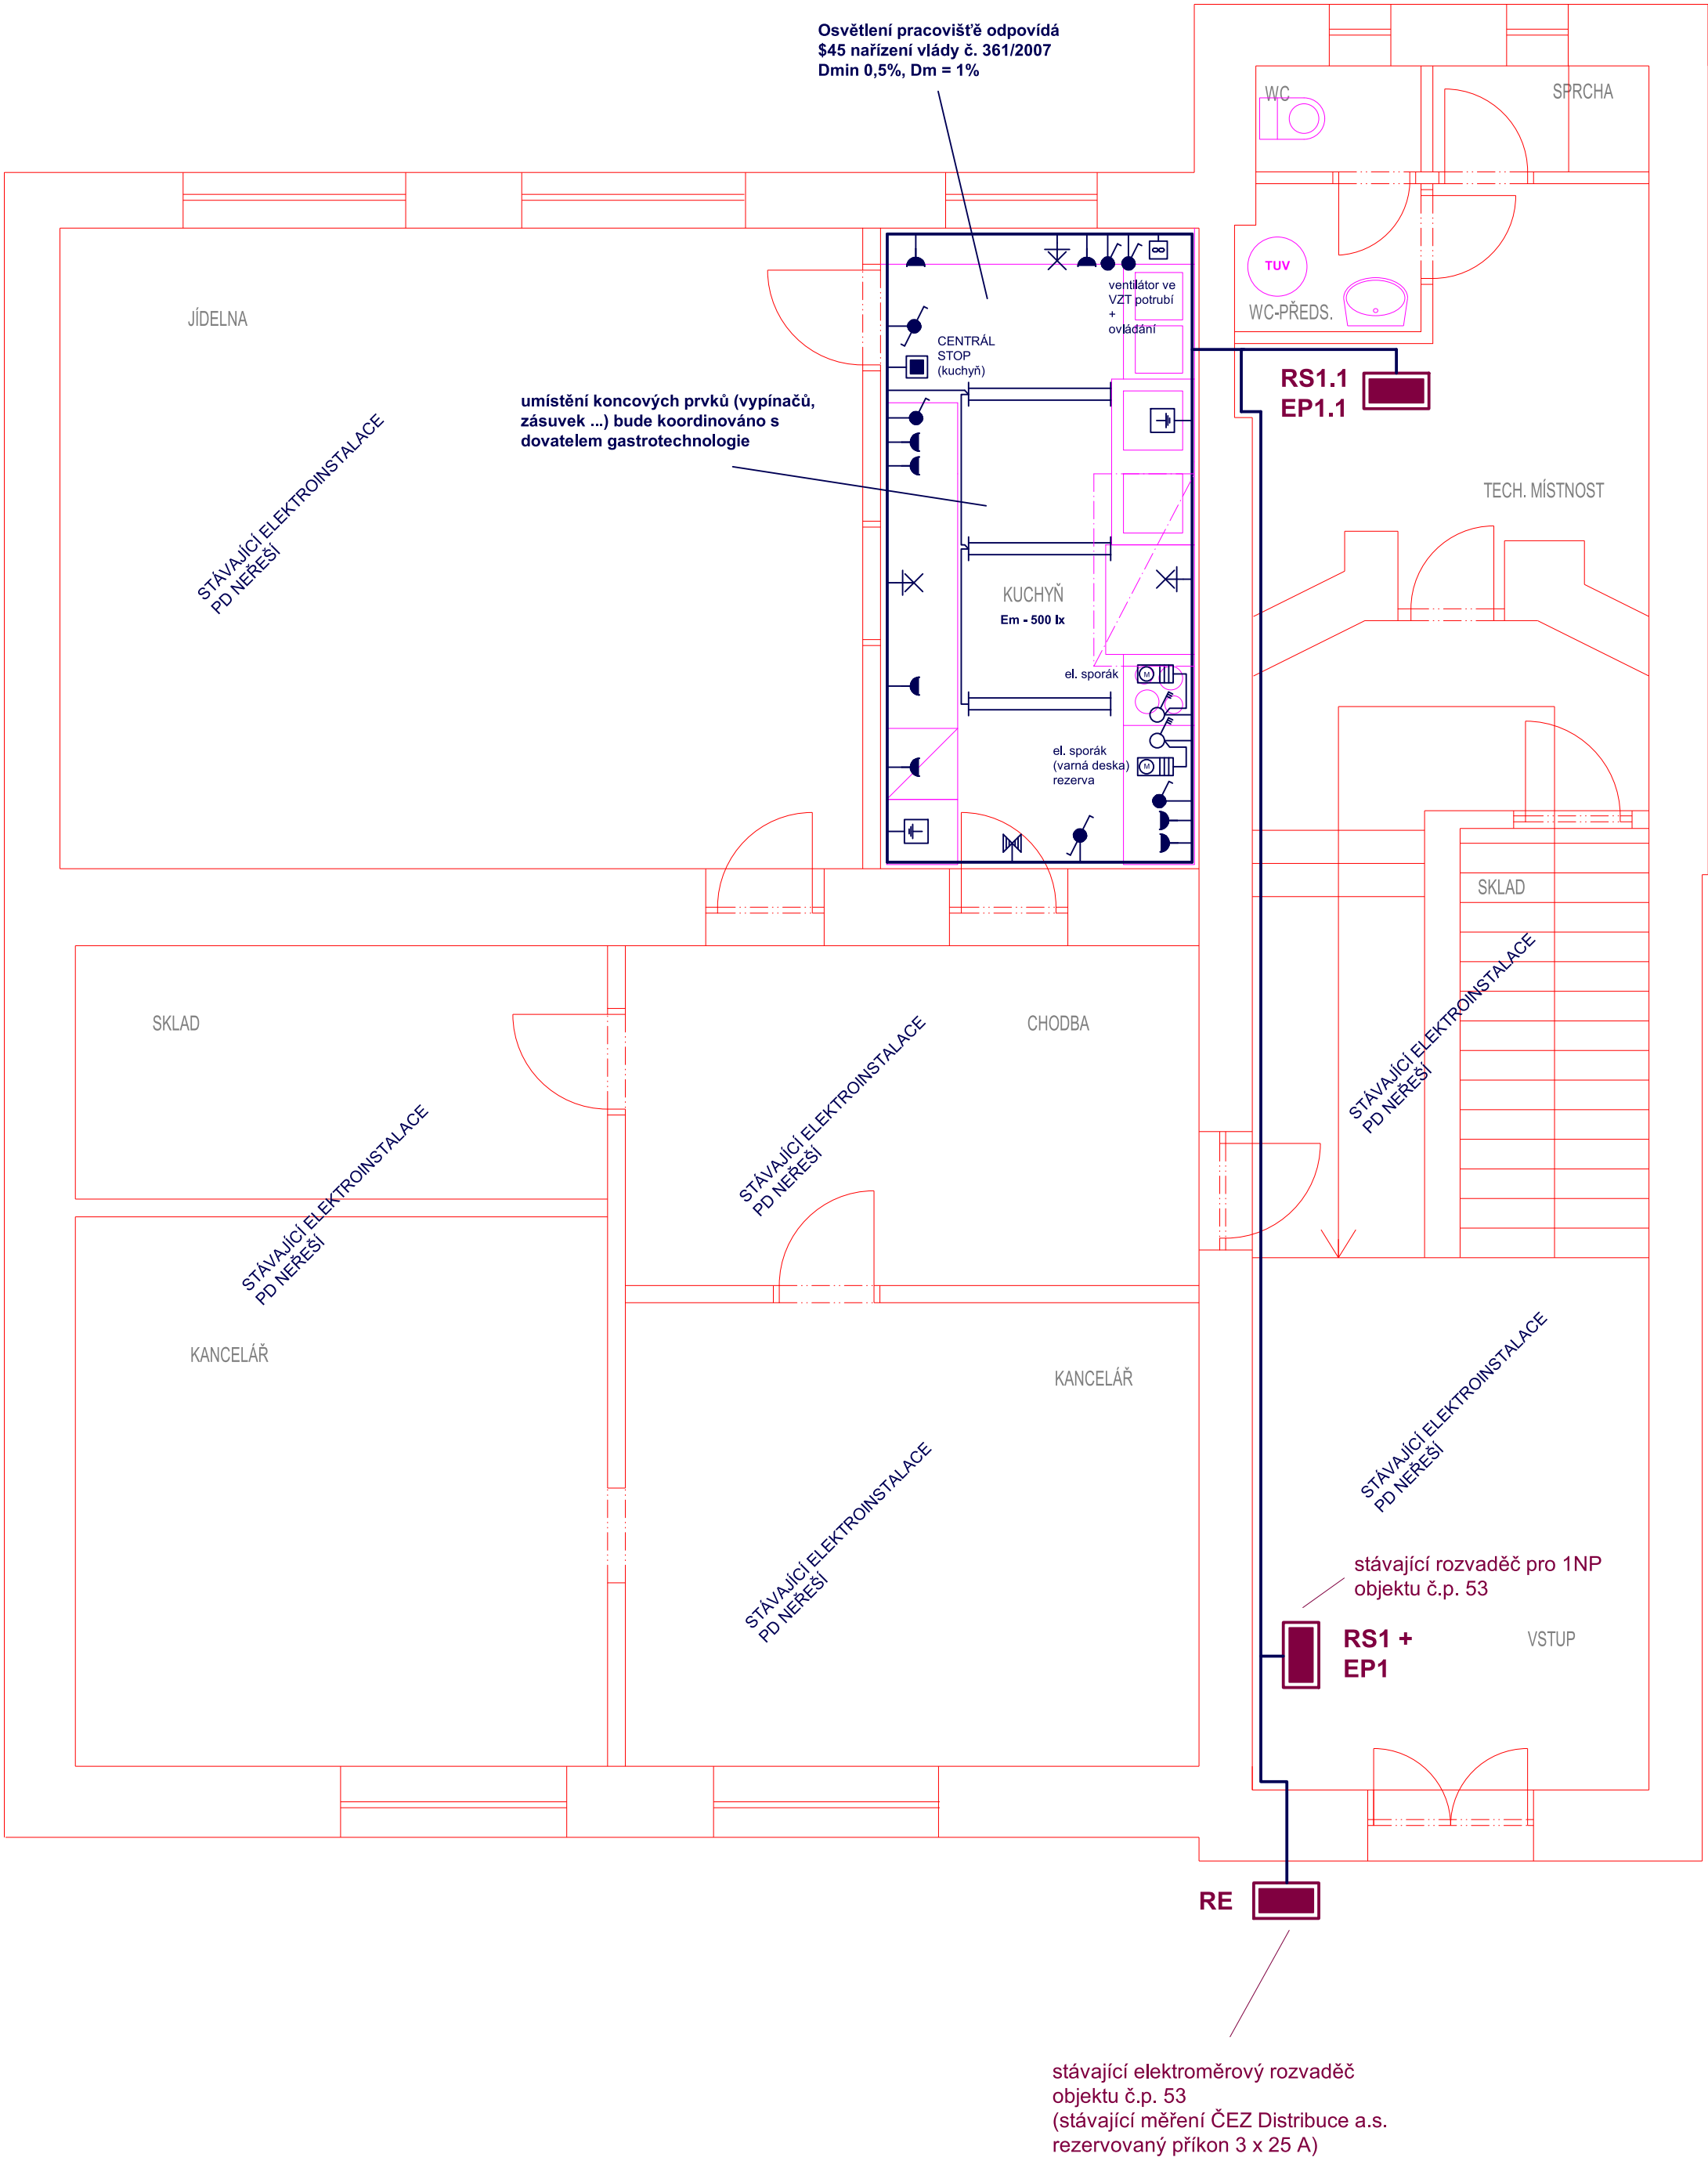 Osvětlení pracovišťě odpovídá
$45 nařízení vlády č. 361/2007
Dmin 0,5%, Dm = 1%
WC
SPRCHA
TUV
WC-PŘEDS.
JÍDELNA
ventilátor ve
VZT potrubí
+
ovládání
CENTRÁL
STOP
(kuchyň)
RS1.1
EP1.1
umístění koncových prvků (vypínačů,
zásuvek ...) bude koordinováno s
dovatelem gastrotechnologie
STÁVAJÍCÍ ELEKTROINSTALACE
PD NEŘEŠÍ
TECH. MÍSTNOST
KUCHYŇ
Em - 500 lx
el. sporák
M
el. sporák
(varná deska)
rezerva
M
SKLAD
STÁVAJÍCÍ ELEKTROINSTALACE
PD NEŘEŠÍ
SKLAD
CHODBA
STÁVAJÍCÍ ELEKTROINSTALACE
PD NEŘEŠÍ
STÁVAJÍCÍ ELEKTROINSTALACE
PD NEŘEŠÍ
KANCELÁŘ
KANCELÁŘ
STÁVAJÍCÍ ELEKTROINSTALACE
PD NEŘEŠÍ
STÁVAJÍCÍ ELEKTROINSTALACE
PD NEŘEŠÍ
stávající rozvaděč pro 1NP
objektu č.p. 53
RS1 +
EP1
VSTUP
RE
stávající elektroměrový rozvaděč
objektu č.p. 53
(stávající měření ČEZ Distribuce a.s.
rezervovaný příkon 3 x 25 A)